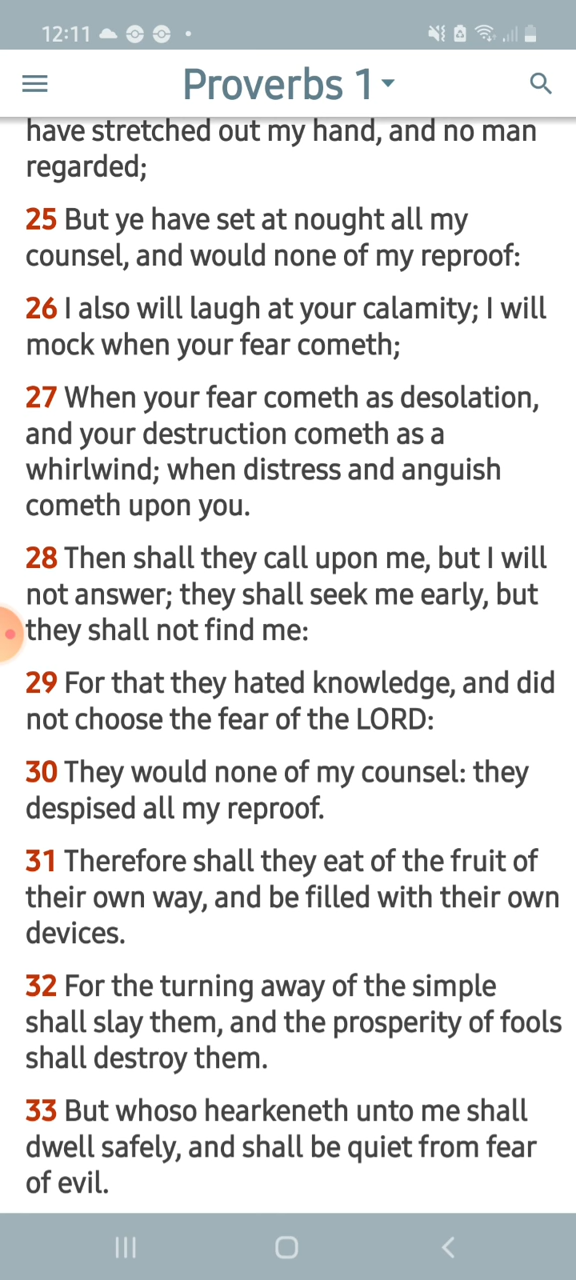 12:11
Proverbs 1
have stretched out my hand, and no man
regarded;
25 But ye have set at nought all my
counsel, and would none of my reproof:
26 I also will laugh at your calamity; I will
mock when your fear cometh;
27 When your fear cometh as desolation,
and your destruction cometh as a
whirlwind; when distress and anguish
cometh upon you.
28 Then shall they call upon me, but I will
not answer; they shall seek me early, but
they shall not find me:
29 For that they hated knowledge, and did
not choose the fear of the LORD:
30 They would none of my counsel: they
despised all my reproof.
31 Therefore shall they eat of the fruit of
their own way, and be filled with their own
devices.
32 For the turning away of the simple
shall slay them, and the prosperity of fools
shall destroy them.
33 But whoso hearkeneth unto me shall
dwell safely, and shall be quiet from fear
of evil.